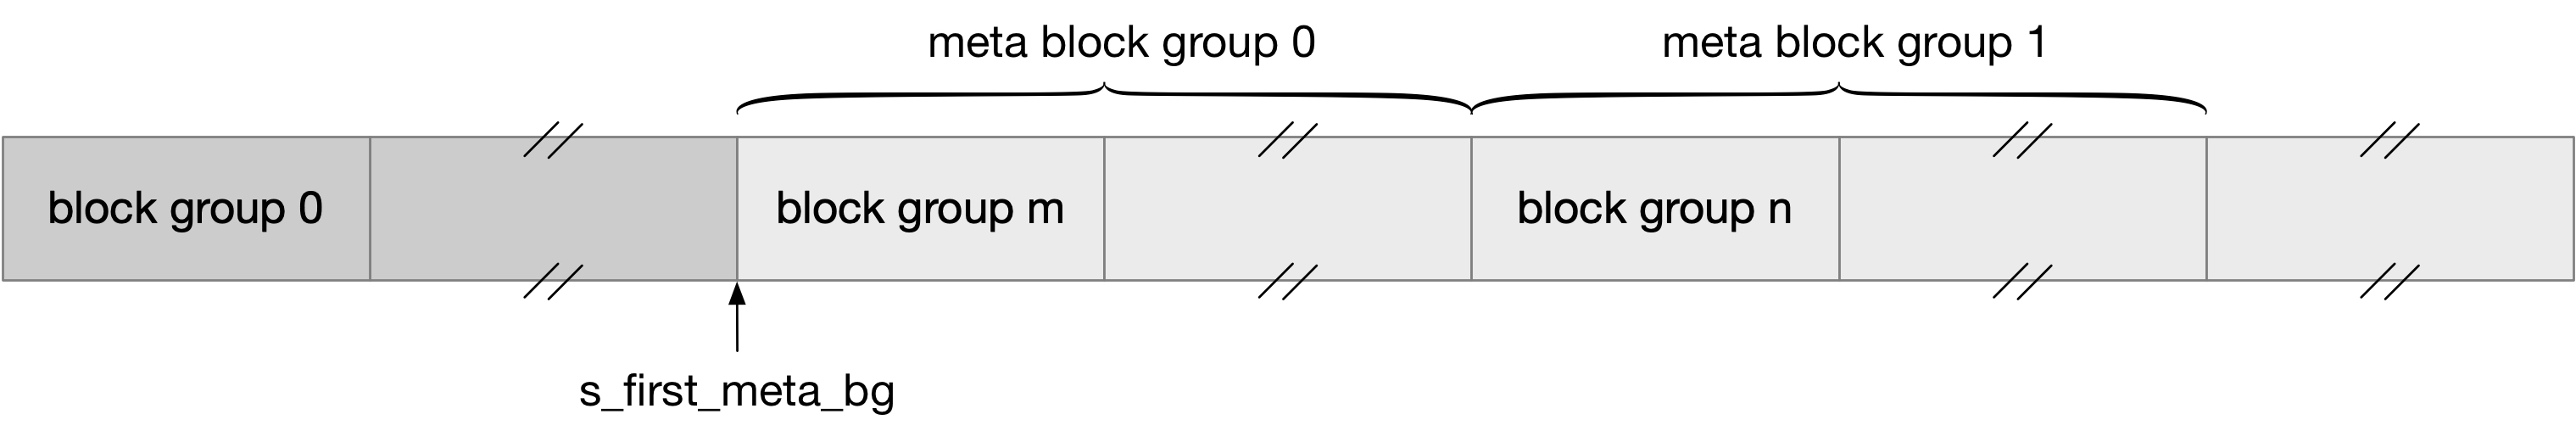 meta block group 0
meta block group 1
block group 0
block group m
block group n
s_first_meta_bg